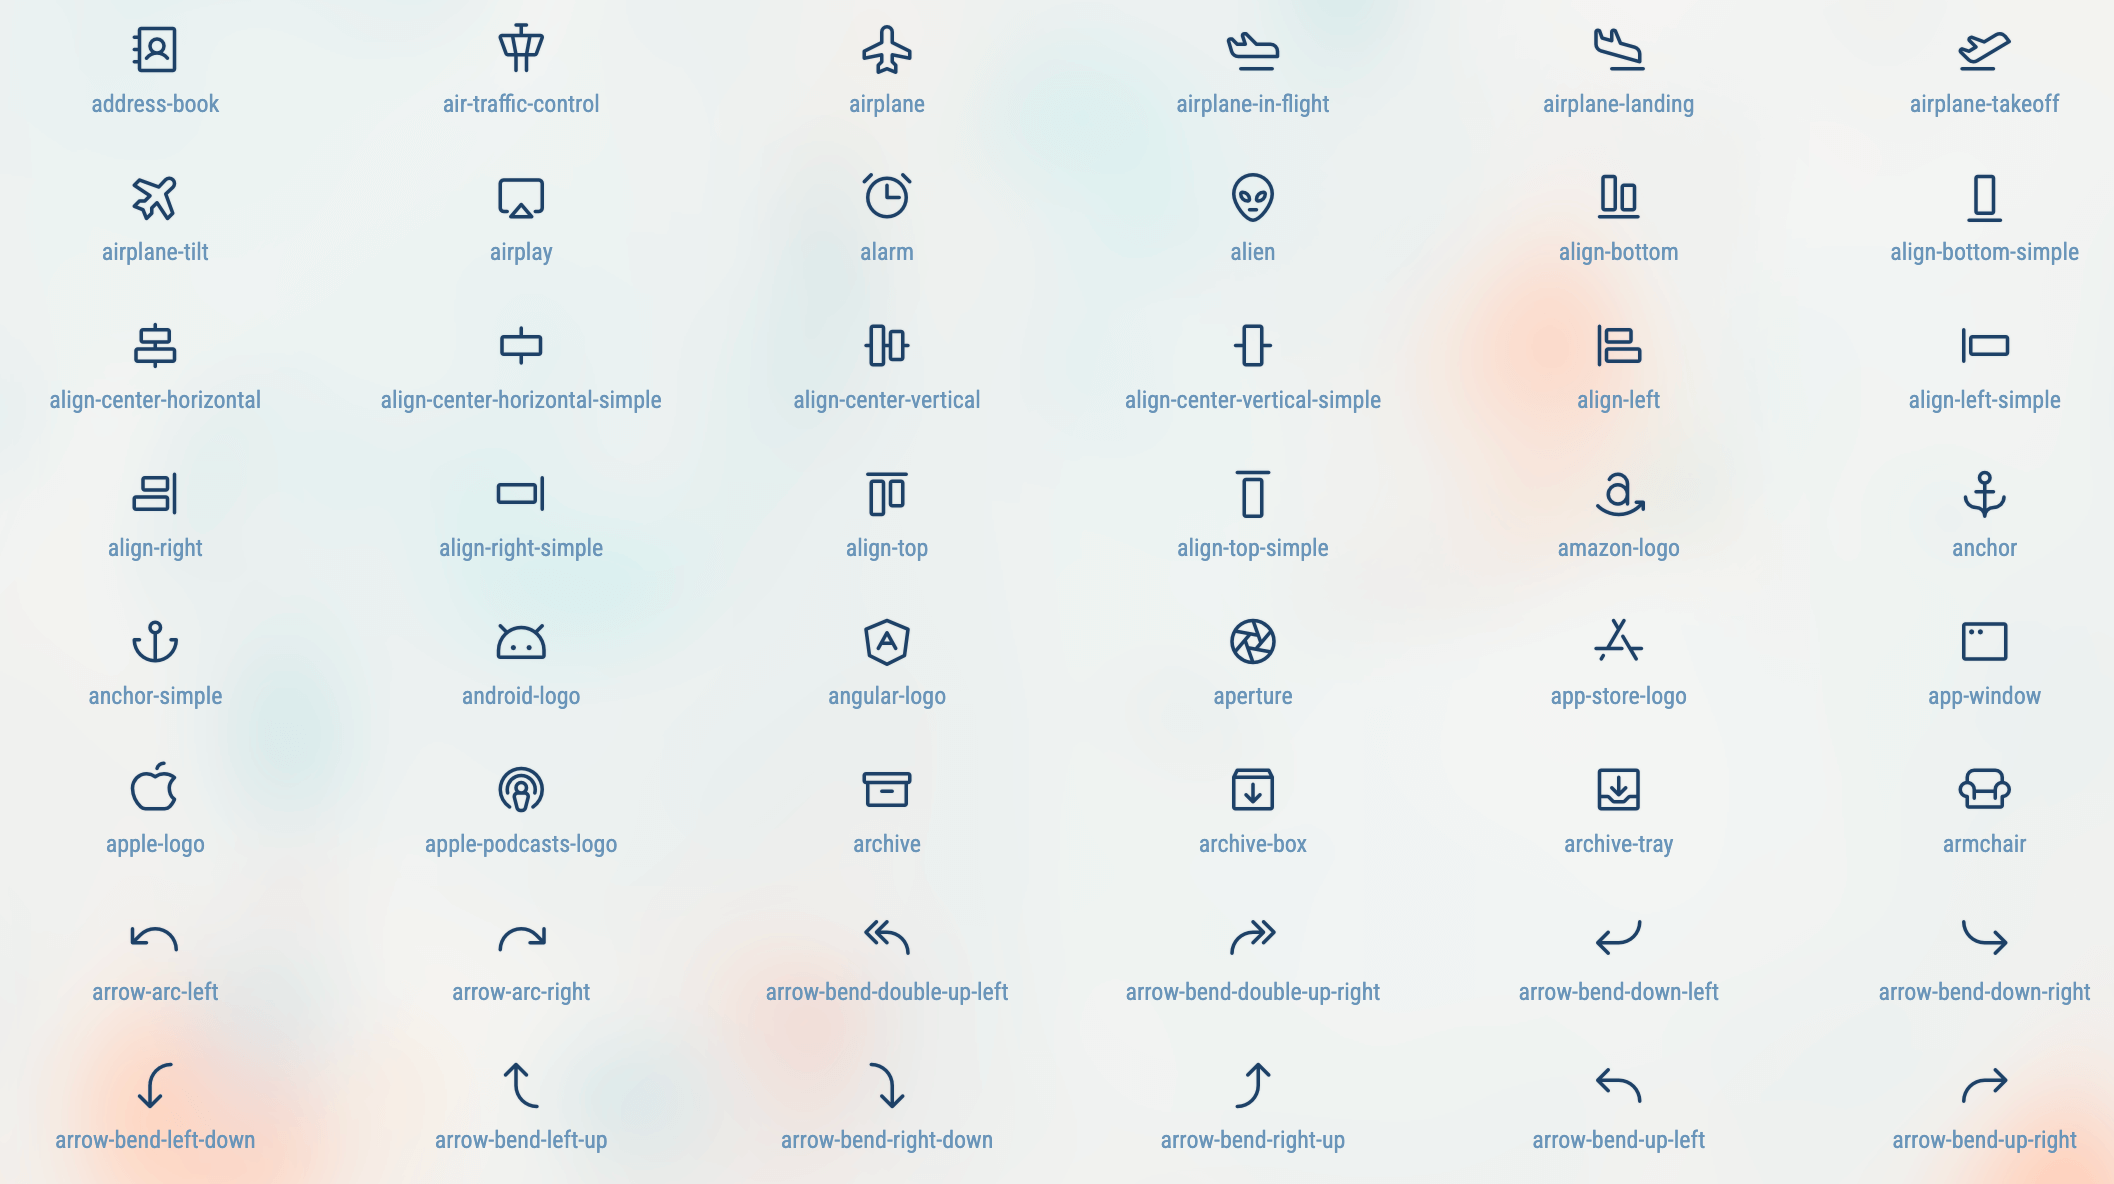 address-book air-traffic-control airplane airplane-in-flight airplane-landing airplane-takeoff
airplane-tilt airplay alarm alien align-bottom align-bottom-simple
align-center-horizontal align-center-horizontal-simple align-center-vertical align-center-vertical-simple align-left align-left-simple
align-right align-right-simple align-top align-top-simple amazon-logo anchor
anchor-simple android-logo angular-logo aperture app-store-logo app-window
apple-logo apple-podcasts-logo archive archive-box archive-tray armchair
arrow-arc-left arrow-arc-right arrow-bend-double-up-left arrow-bend-double-up-right arrow-bend-down-left arrow-bend-down-right
arrow-bend-left-down arrow-bend-left-up arrow-bend-right-down arrow-bend-right-up arrow-bend-up-left arrow-bend-up-right